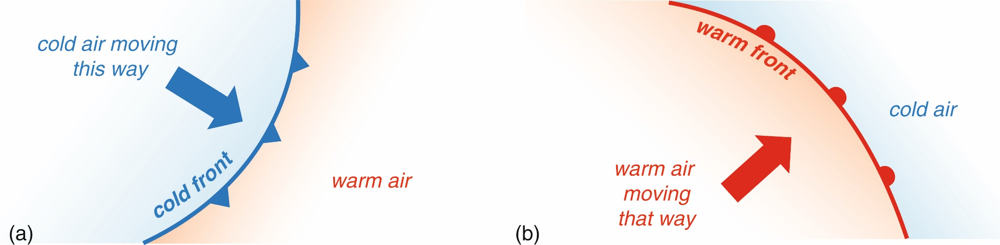 cold air moving
this way
cold front
warm air
(a)
warm front
cold air
warm air
moving
that way
(b)